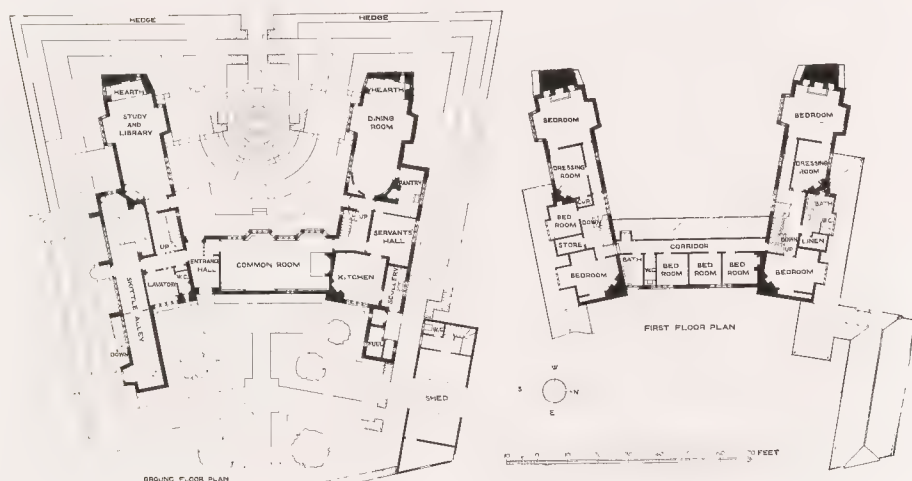 HEDGE
HEDGE
HEARTH
STUDY
AND
LIBRARY
HEARTH
DINING
ROOM
PANTRY
UP
SERVANTS
HALL
UP
ENTRANCE
HALL
COMMON ROOM
KITCHEN
SCULLERY
LAVATORY
W.C.
SKITTLE ALLEY
DOWN
FUEL
W.C.
SHED
GROUND FLOOR PLAN
BEDROOM
DRESSING
ROOM
CUP
BED
ROOM
DOWN
STORE
BEDROOM
BATH
W.C.
BED
ROOM
BED
ROOM
BED
ROOM
CORRIDOR
BEDROOM
DRESSING
ROOM
BATH
W.C.
DOWN
UP
LINEN
BEDROOM
FIRST FLOOR PLAN
W
S
N
E
FEET